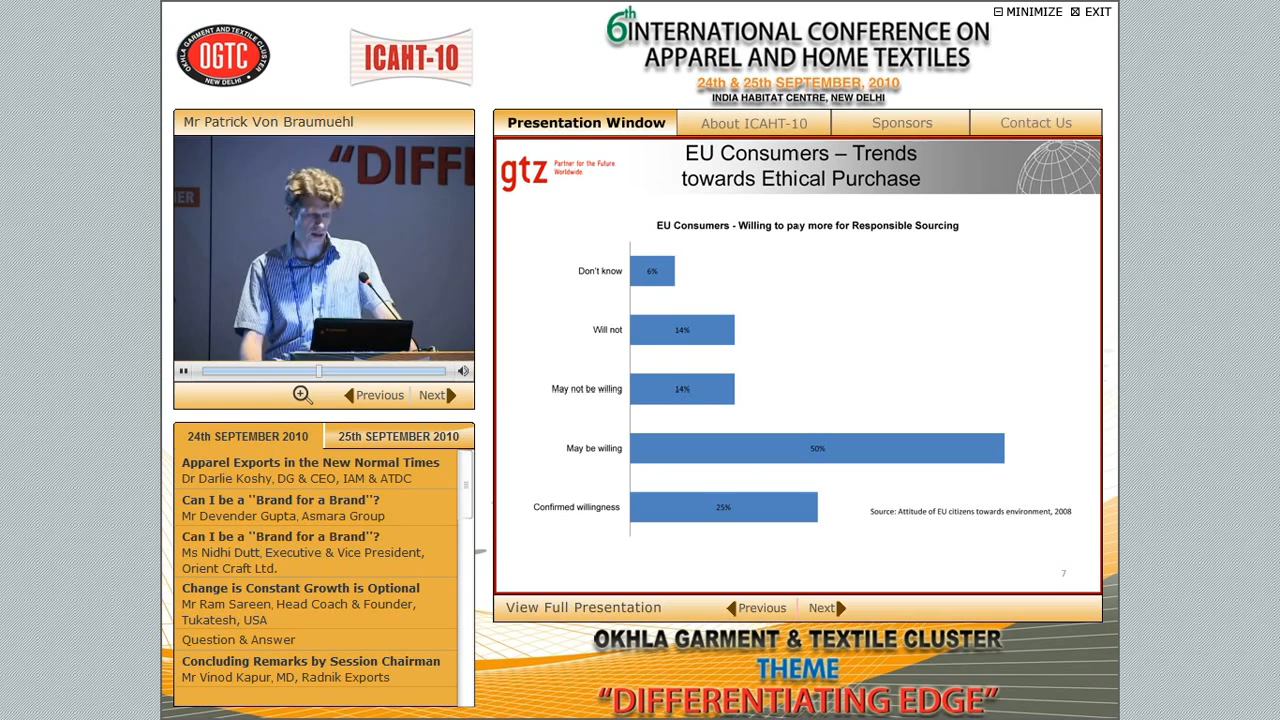 MINIMIZE EXIT
OKHLA GARMENT AND TEXTILE CLUSTER
OGTC
NEW DELHI
ICAHT-10
6th INTERNATIONAL CONFERENCE ON
APPAREL AND HOME TEXTILES
24th & 25th SEPTEMBER, 2010
INDIA HABITAT CENTRE, NEW DELHI
Mr Patrick Von Braumuehl
"DIFF
Previous Next
24th SEPTEMBER 2010 25th SEPTEMBER 2010
Apparel Exports in the New Normal Times
Dr Darlie Koshy, DG & CEO, IAM & ATDC
Can I be a "Brand for a Brand"?
Mr Devender Gupta, Asmara Group
Can I be a "Brand for a Brand"?
Ms Nidhi Dutt, Executive & Vice President,
Orient Craft Ltd.
Change is Constant Growth is Optional
Mr Ram Sareen, Head Coach & Founder,
Tukatesh, USA
Question & Answer
Concluding Remarks by Session Chairman
Mr Vinod Kapur, MD, Radnik Exports
Presentation Window About ICAHT-10 Sponsors Contact Us
gtz Partner for the Future
Worldwide.
EU Consumers – Trends
towards Ethical Purchase
EU Consumers - Willing to pay more for Responsible Sourcing
Don't know 6%
Will not 14%
May not be willing 14%
May be willing 50%
Confirmed willingness 25%
Source: Attitude of EU citizens towards environment, 2008
7
View Full Presentation Previous Next
OKHLA GARMENT & TEXTILE CLUSTER
THEME
"DIFFERENTIATING EDGE"